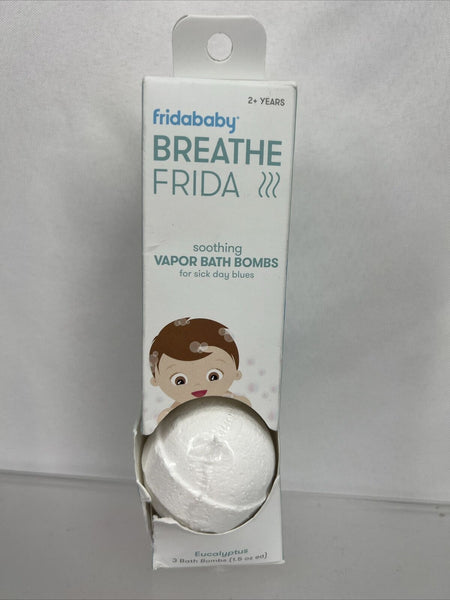 2+ YEARS
fridababy®
BREATHE
FRIDA
soothing
VAPOR BATH BOMBS
for sick day blues
Eucalyptus
3 Bath Bombs (1.5 oz ea)